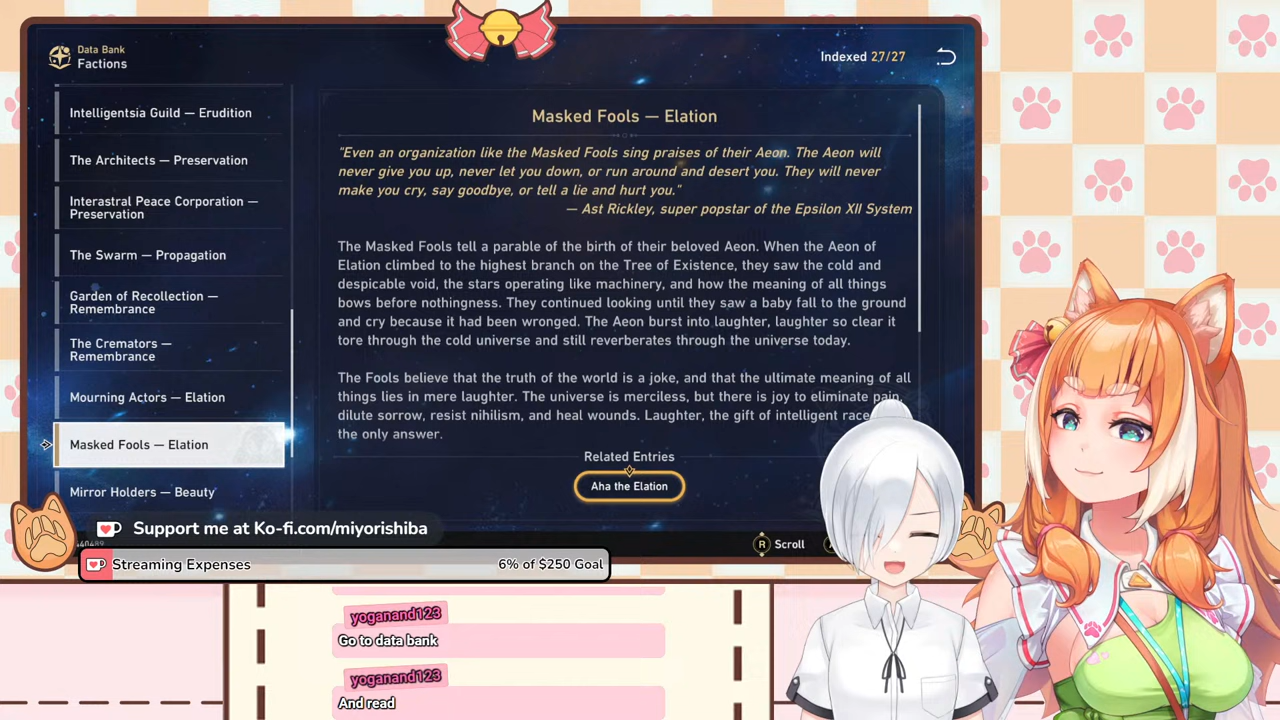 Data Bank
Factions
Indexed 27/27
Intelligentsia Guild — Erudition
The Architects — Preservation
Interastral Peace Corporation —
Preservation
The Swarm — Propagation
Garden of Recollection —
Remembrance
The Cremators —
Remembrance
Mourning Actors — Elation
Masked Fools — Elation
Mirror Holders — Beauty
Masked Fools — Elation
"Even an organization like the Masked Fools sing praises of their Aeon. The Aeon will
never give you up, never let you down, or run around and desert you. They will never
make you cry, say goodbye, or tell a lie and hurt you."
— Ast Rickley, super popstar of the Epsilon XII System
The Masked Fools tell a parable of the birth of their beloved Aeon. When the Aeon of
Elation climbed to the highest branch on the Tree of Existence, they saw the cold and
despicable void, the stars operating like machinery, and how the meaning of all things
bows before nothingness. They continued looking until they saw a baby fall to the ground
and cry because it had been wronged. The Aeon burst into laughter, laughter so clear it
tore through the cold universe and still reverberates through the universe today.
The Fools believe that the truth of the world is a joke, and that the ultimate meaning of all
things lies in mere laughter. The universe is merciless, but there is joy to eliminate pain,
dilute sorrow, resist nihilism, and heal wounds. Laughter, the gift of intelligent race
the only answer.
Related Entries
Aha the Elation
R Scroll
Support me at Ko-fi.com/miyorishiba
Streaming Expenses
6% of $250 Goal
yoganand123
Go to data bank
yoganand123
And read